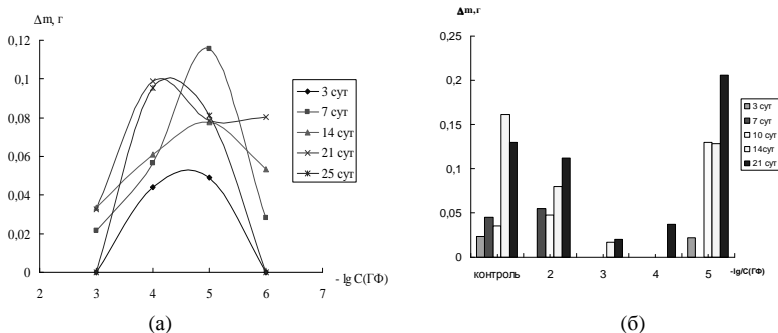 Δm, г
0,12
0,1
0,08
0,06
0,04
0,02
0
2 3 4 5 6 7
- lg C(ГФ)
3 сут
7 сут
14 сут
21 сут
25 сут
(а)
Δm,г
0,25
0,2
0,15
0,1
0,05
0
контроль 2 3 4 5
-lg/C(ГФ)
3 сут
7 сут
10 сут
14сут
21 сут
(б)